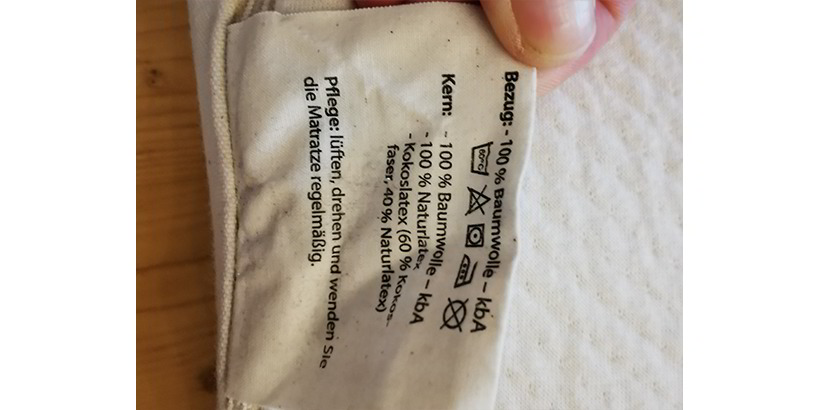 Bezug: - 100 % Baumwolle – kbA
60°C
Kern: - 100 % Baumwolle – kbA
- 100 % Naturlatex
- Kokoslatex (60 % Kokos-
faser, 40 % Naturlatex)
Pflege: lüften, drehen und wenden Sie
die Matratze regelmäßig.